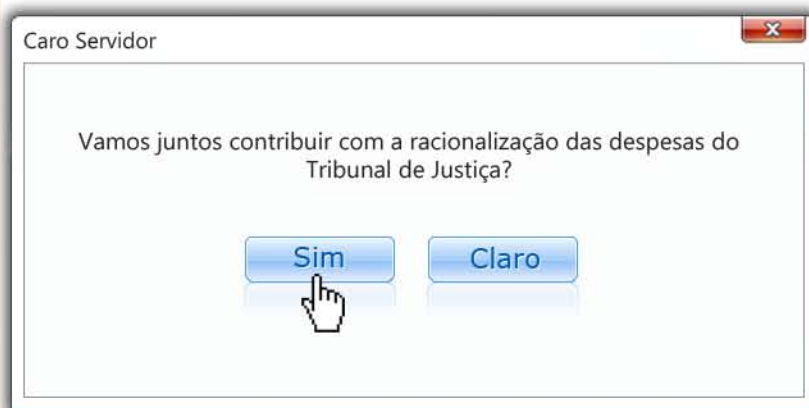 Caro Servidor
Vamos juntos contribuir com a racionalização das despesas do
Tribunal de Justiça?
Sim
Claro